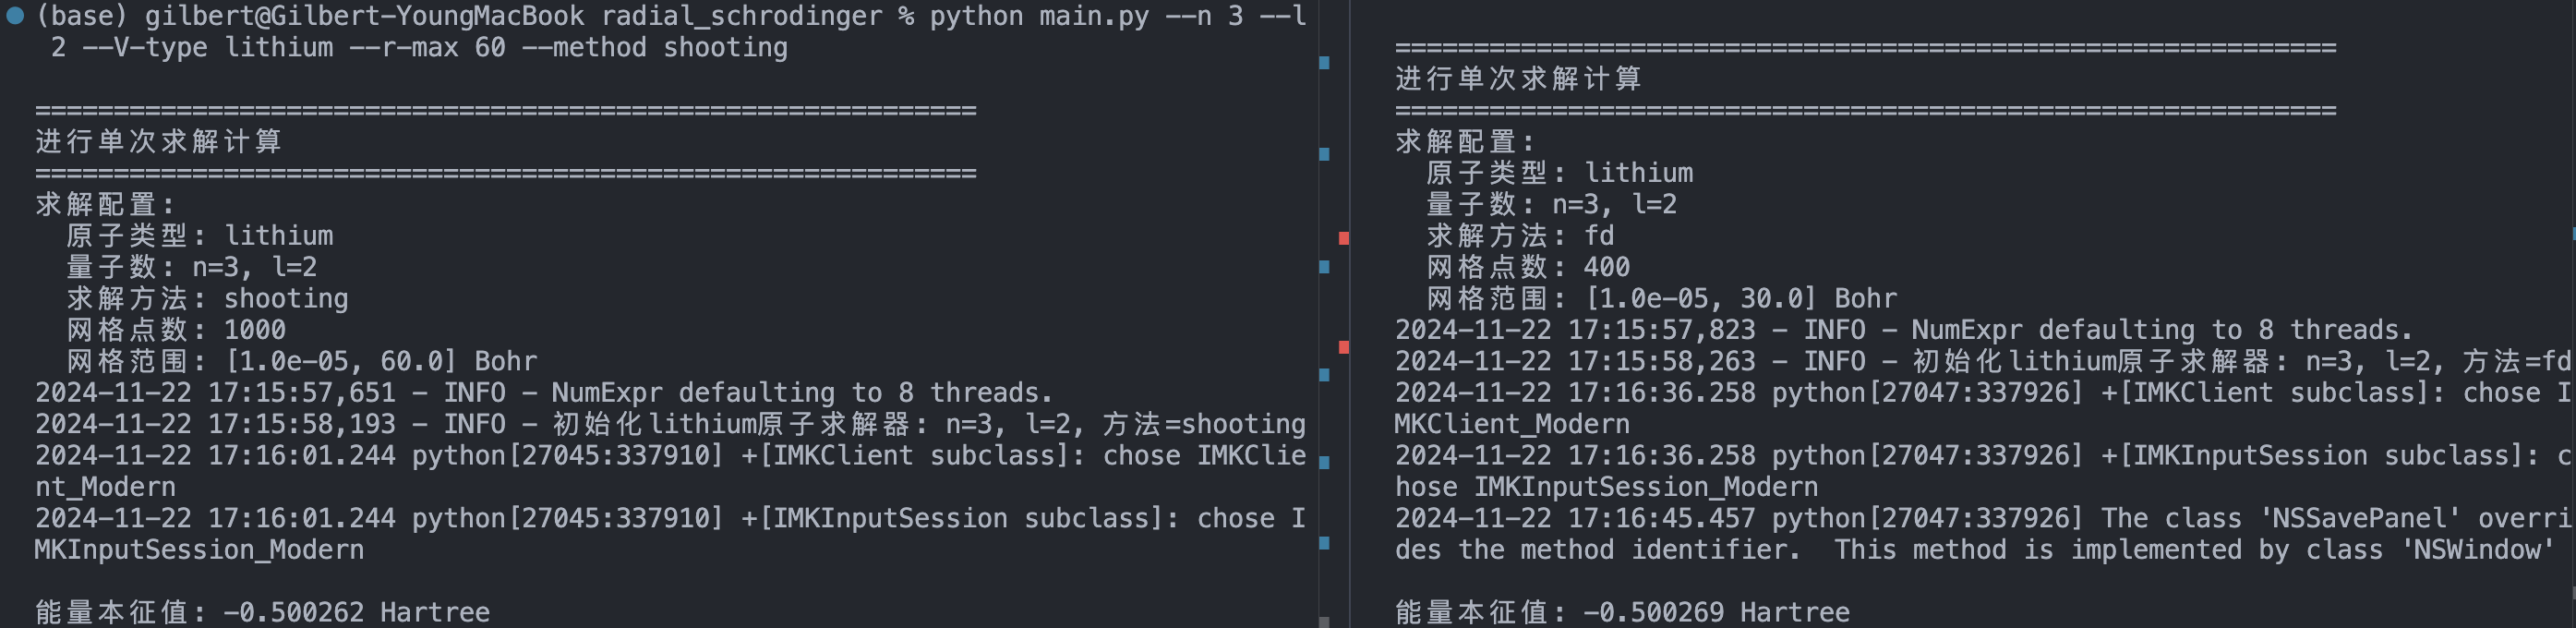 (base) gilbert@Gilbert-YoungMacBook radial_schrodinger % python main.py --n 3 --l
2 --V-type lithium --r-max 60 --method shooting
============================================================
进行单次求解计算
============================================================
求解配置:
原子类型: lithium
量子数: n=3, l=2
求解方法: shooting
网格点数: 1000
网格范围: [1.0e-05, 60.0] Bohr
2024-11-22 17:15:57,651 - INFO - NumExpr defaulting to 8 threads.
2024-11-22 17:15:58,193 - INFO - 初始化lithium原子求解器: n=3, l=2, 方法=shooting
2024-11-22 17:16:01.244 python[27045:337910] +[IMKClient subclass]: chose IMKClie
nt_Modern
2024-11-22 17:16:01.244 python[27045:337910] +[IMKInputSession subclass]: chose I
MKInputSession_Modern
能量本征值: -0.500262 Hartree
============================================================
进行单次求解计算
============================================================
求解配置:
原子类型: lithium
量子数: n=3, l=2
求解方法: fd
网格点数: 400
网格范围: [1.0e-05, 30.0] Bohr
2024-11-22 17:15:57,823 - INFO - NumExpr defaulting to 8 threads.
2024-11-22 17:15:58,263 - INFO - 初始化lithium原子求解器: n=3, l=2, 方法=fd
2024-11-22 17:16:36.258 python[27047:337926] +[IMKClient subclass]: chose I
MKClient_Modern
2024-11-22 17:16:36.258 python[27047:337926] +[IMKInputSession subclass]: c
hose IMKInputSession_Modern
2024-11-22 17:16:45.457 python[27047:337926] The class 'NSSavePanel' overri
des the method identifier.  This method is implemented by class 'NSWindow'
能量本征值: -0.500269 Hartree